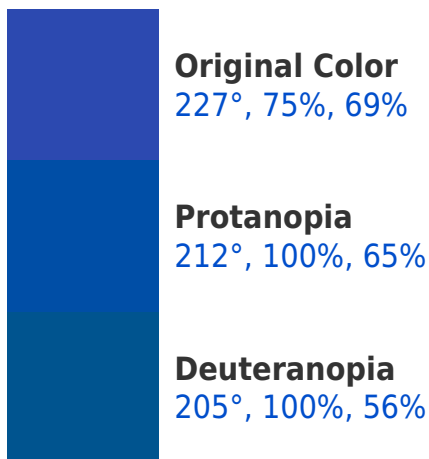 Original Color
227°, 75%, 69%
Protanopia
212°, 100%, 65%
Deuteranopia
205°, 100%, 56%